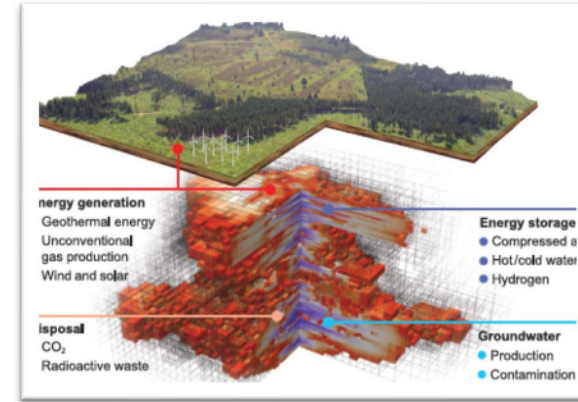 nergy generation
Geothermal energy
Unconventional
gas production
Wind and solar
isposal
CO₂
Radioactive waste
Energy storage
Compressed a
Hot/cold water
Hydrogen
Groundwater
Production
Contamination